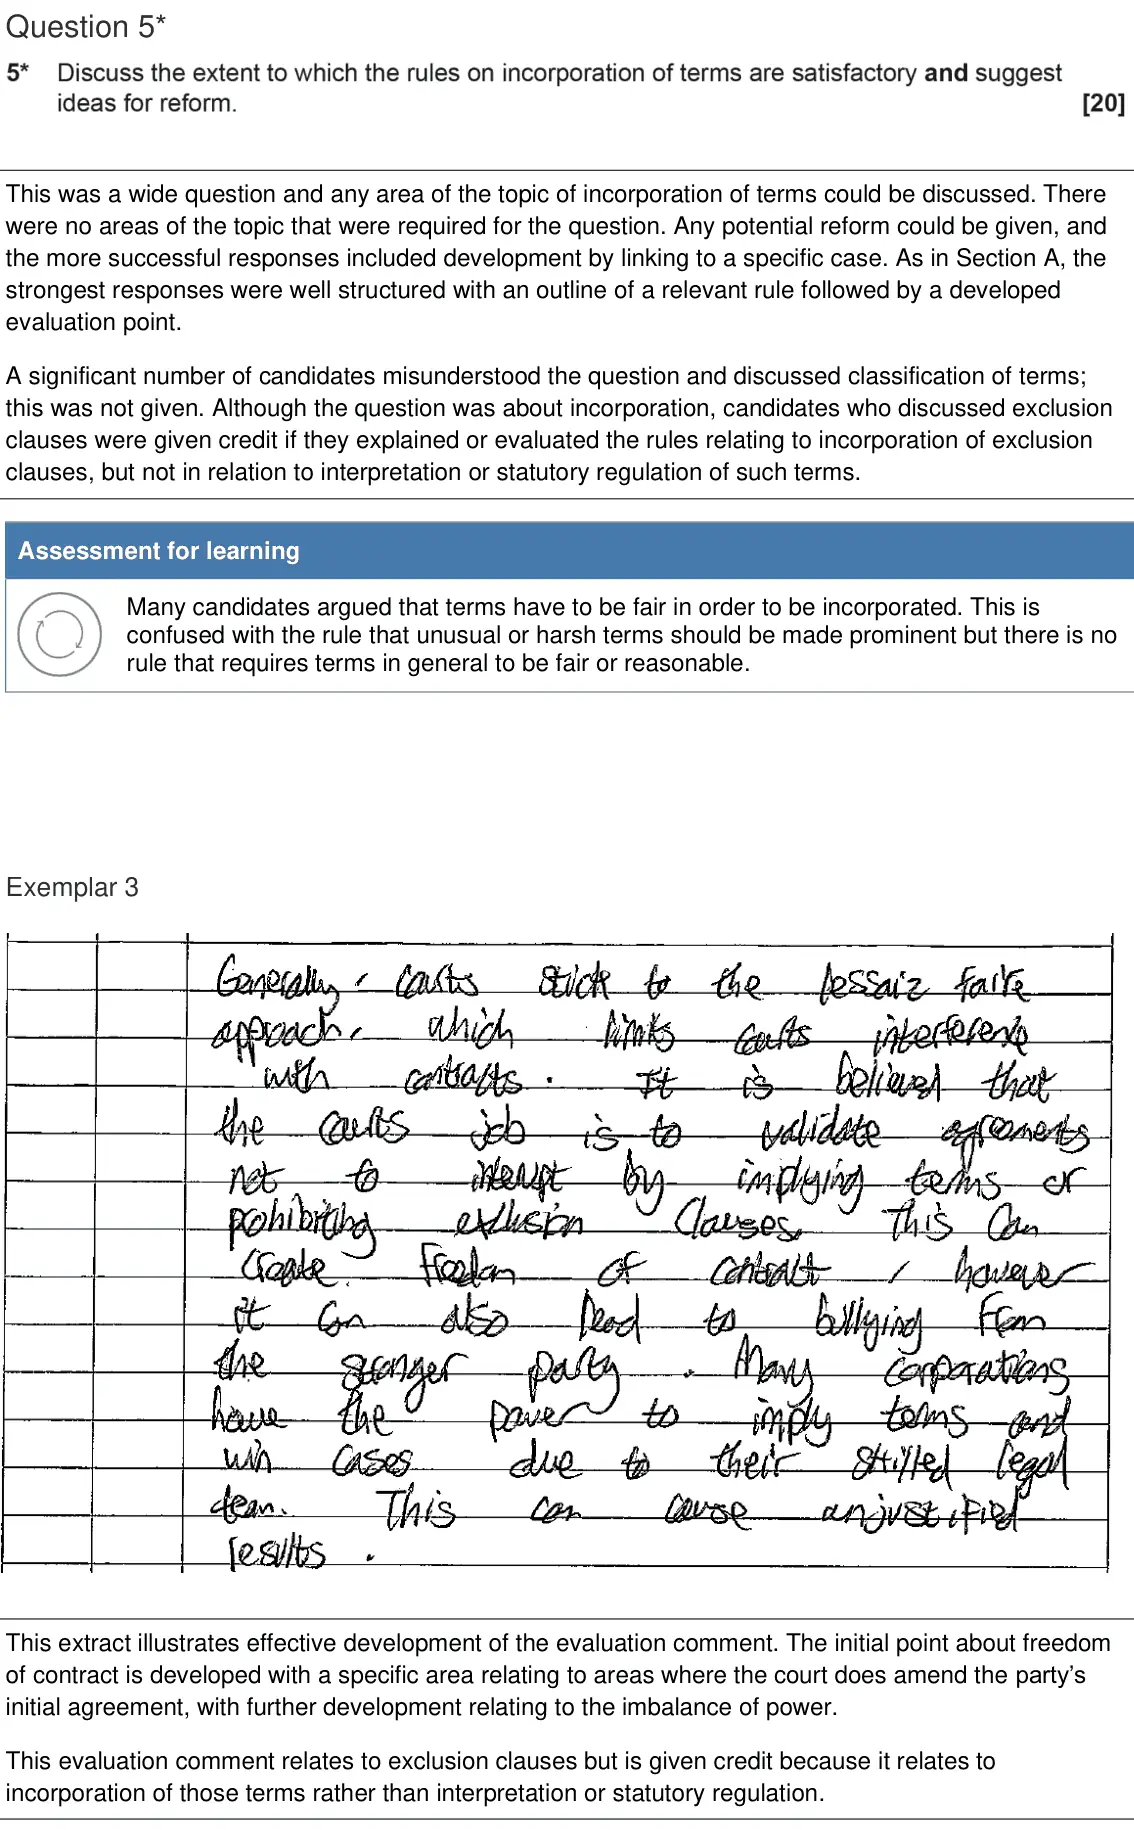 Question 5*
5* Discuss the extent to which the rules on incorporation of terms are satisfactory and suggest
ideas for reform.
[20]
This was a wide question and any area of the topic of incorporation of terms could be discussed. There
were no areas of the topic that were required for the question. Any potential reform could be given, and
the more successful responses included development by linking to a specific case. As in Section A, the
strongest responses were well structured with an outline of a relevant rule followed by a developed
evaluation point.
A significant number of candidates misunderstood the question and discussed classification of terms;
this was not given. Although the question was about incorporation, candidates who discussed exclusion
clauses were given credit if they explained or evaluated the rules relating to incorporation of exclusion
clauses, but not in relation to interpretation or statutory regulation of such terms.
Assessment for learning
Many candidates argued that terms have to be fair in order to be incorporated. This is
confused with the rule that unusual or harsh terms should be made prominent but there is no
rule that requires terms in general to be fair or reasonable.
Exemplar 3
Generally, courts stick to the lessaiz faire
approach, which limits courts interference
with contracts. It is believed that
the courts job is to validate agreements
not to interupt by implying terms or
prohibiting exclusion clauses. This can
create freedom of contract, however
it can also lead to bullying from
the stronger party. Many corporations
have the power to imply terms and
win cases due to their skilled legal
team. This can cause unjustified
results.
This extract illustrates effective development of the evaluation comment. The initial point about freedom
of contract is developed with a specific area relating to areas where the court does amend the party's
initial agreement, with further development relating to the imbalance of power.
This evaluation comment relates to exclusion clauses but is given credit because it relates to
incorporation of those terms rather than interpretation or statutory regulation.